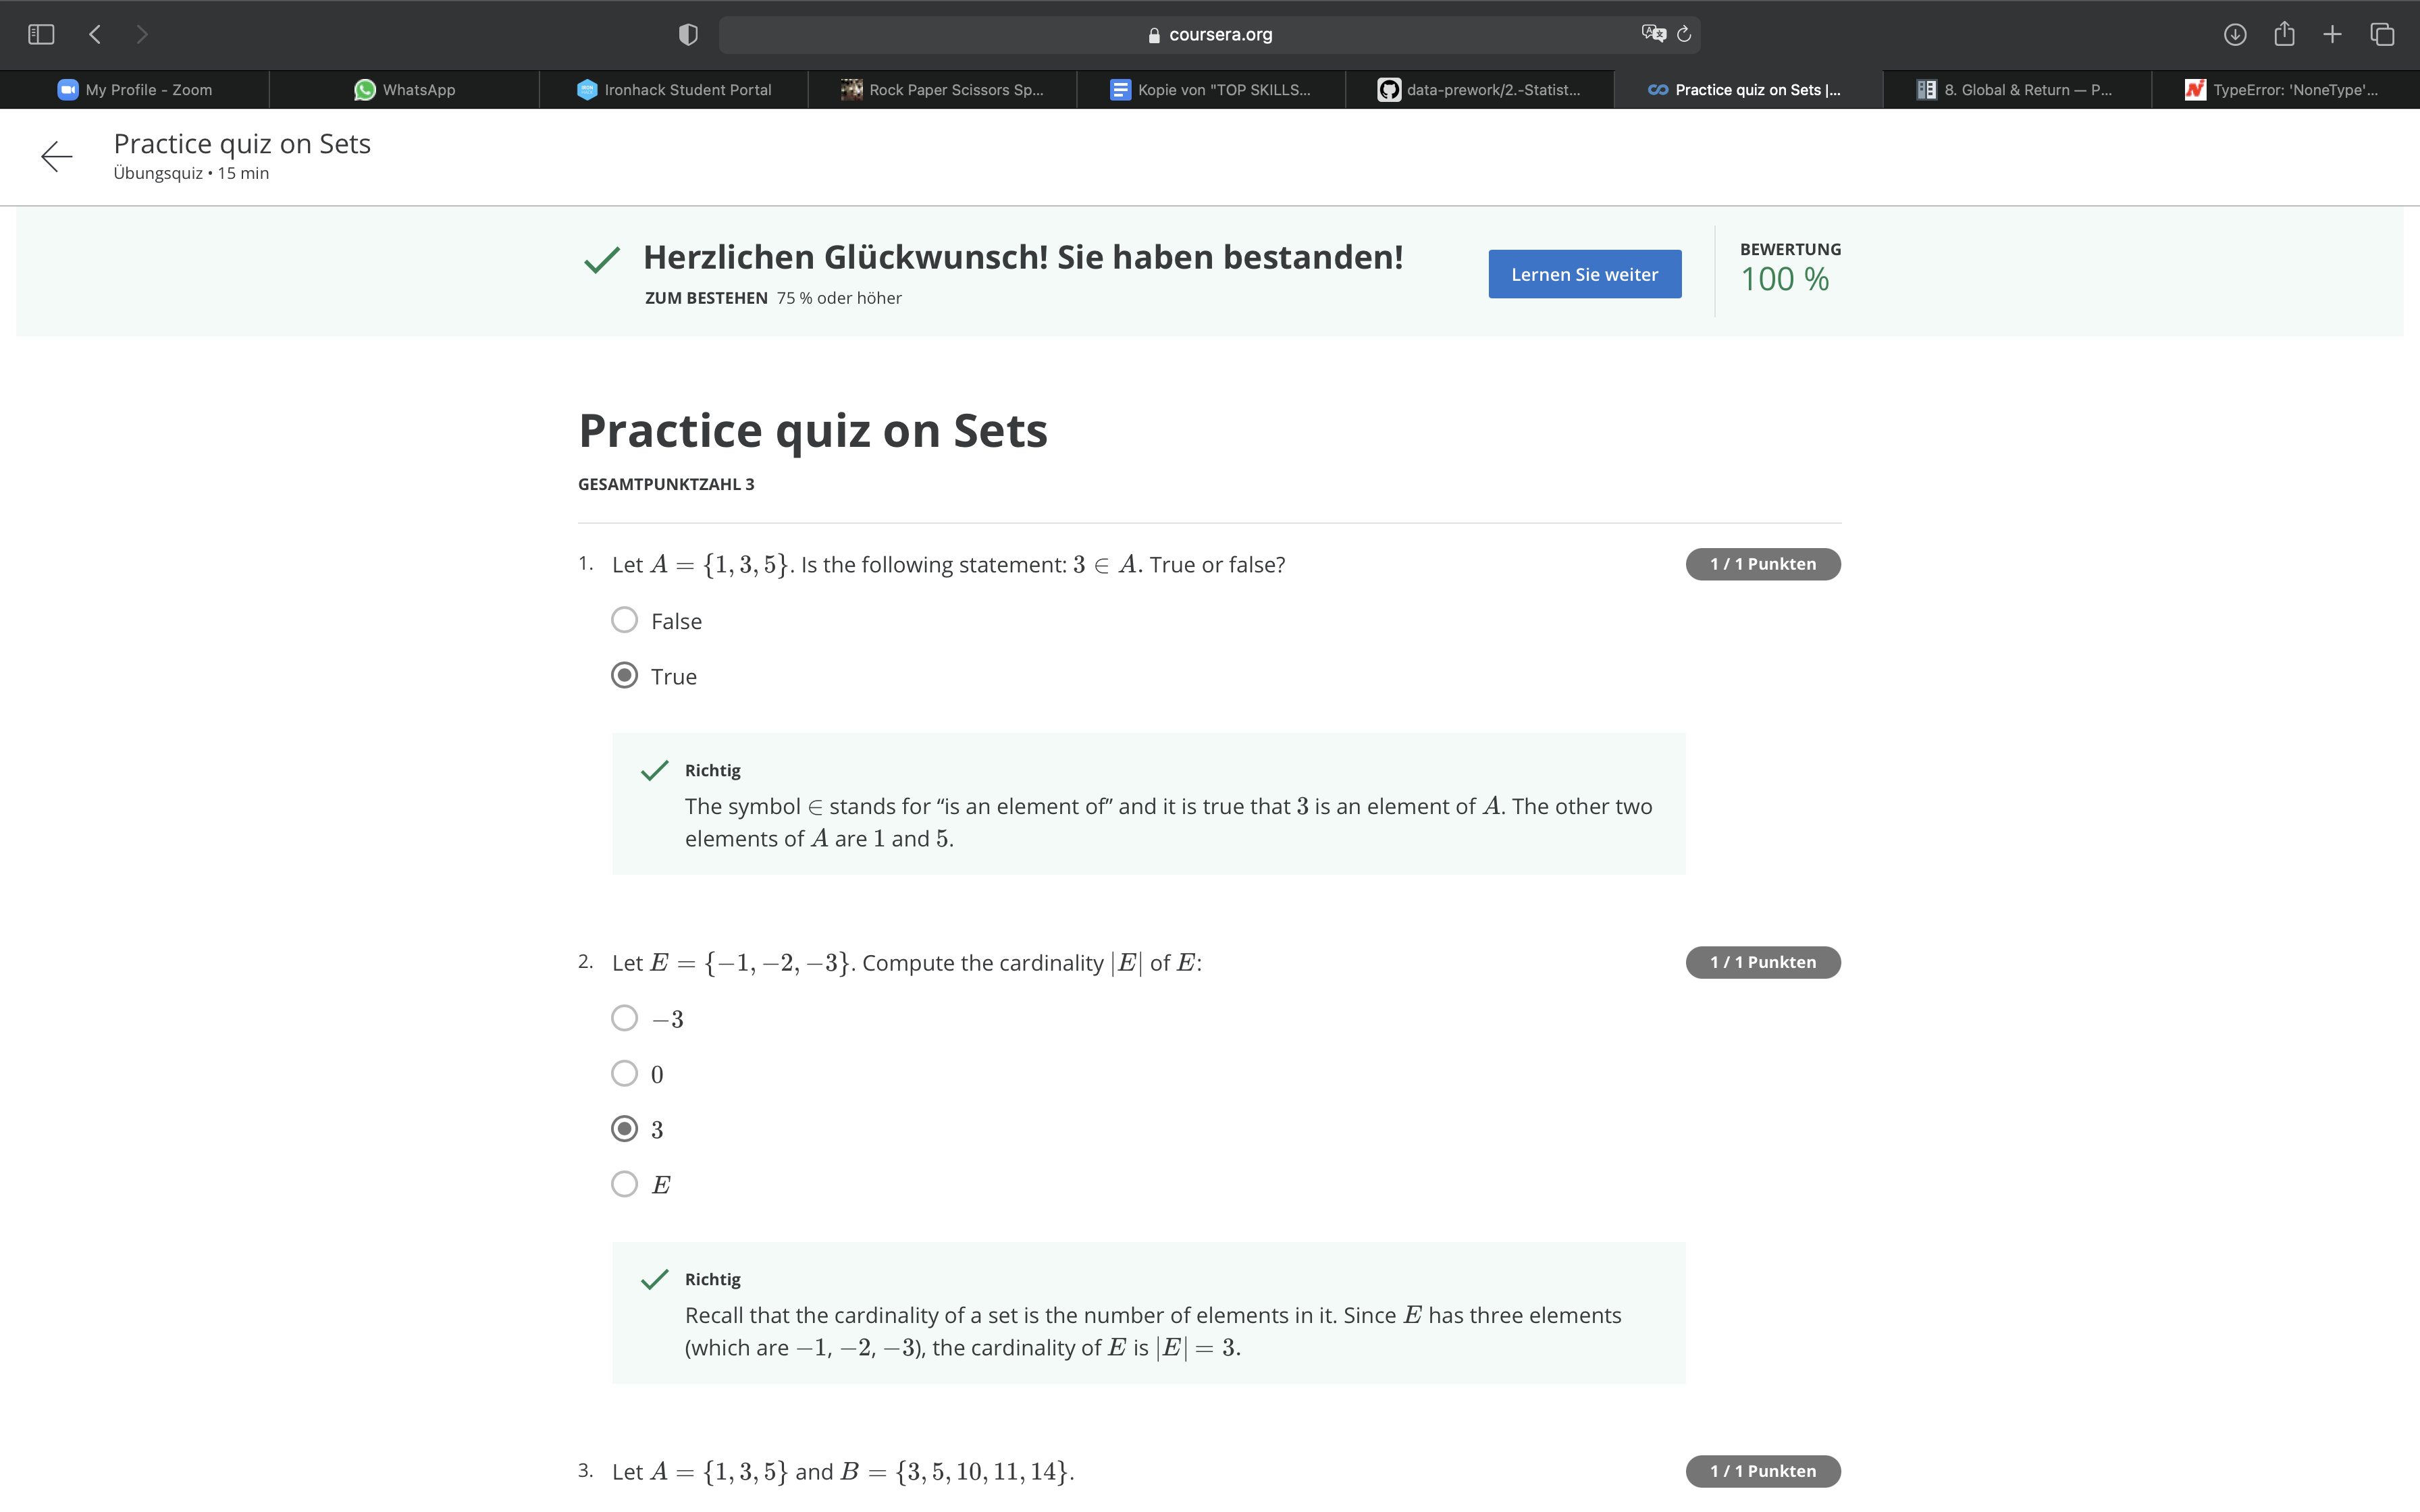 coursera.org
My Profile – Zoom
WhatsApp
Ironhack Student Portal
Rock Paper Scissors Sp...
Kopie von "TOP SKILLS...
data-prework/2.-Statist...
Practice quiz on Sets |...
8. Global & Return — P...
TypeError: 'NoneType'...
Practice quiz on Sets
Übungsquiz • 15 min
Herzlichen Glückwunsch! Sie haben bestanden!
ZUM BESTEHEN 75 % oder höher
Lernen Sie weiter
BEWERTUNG
100 %
Practice quiz on Sets
GESAMTPUNKTZAHL 3
1. Let A = {1, 3, 5}. Is the following statement: 3 ∈ A. True or false?
1 / 1 Punkten
False
True
Richtig
The symbol ∈ stands for “is an element of” and it is true that 3 is an element of A. The other two
elements of A are 1 and 5.
2. Let E = {−1, −2, −3}. Compute the cardinality |E| of E:
1 / 1 Punkten
−3
0
3
E
Richtig
Recall that the cardinality of a set is the number of elements in it. Since E has three elements
(which are −1, −2, −3), the cardinality of E is |E| = 3.
3. Let A = {1, 3, 5} and B = {3, 5, 10, 11, 14}.
1 / 1 Punkten